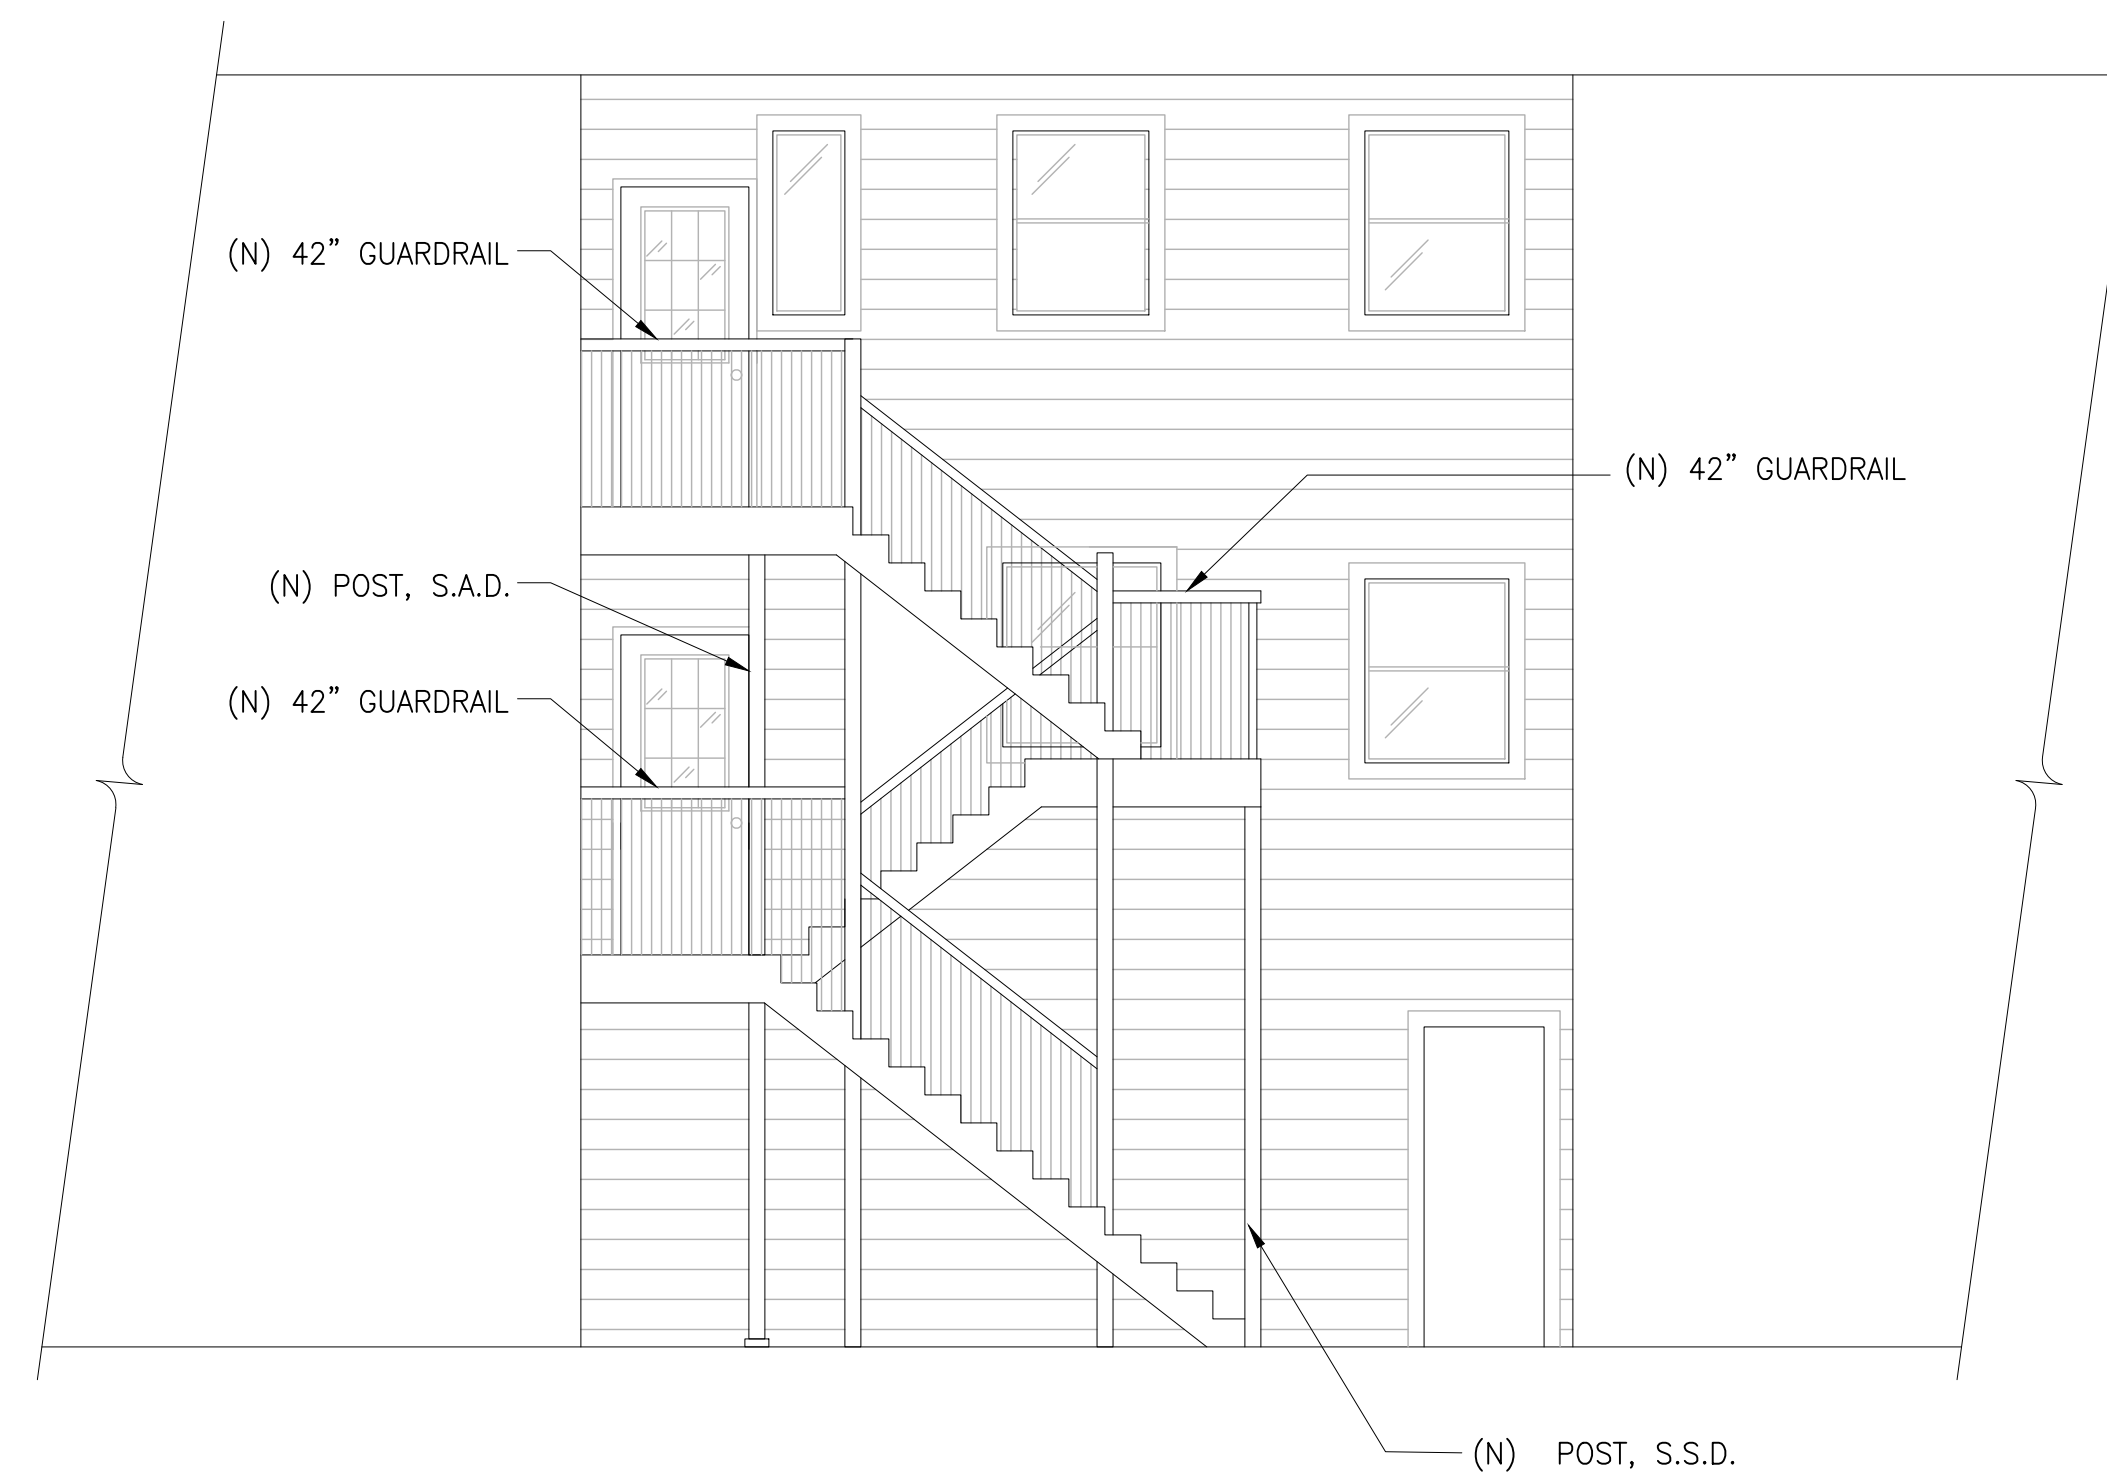 (N) 42” GUARDRAIL
(N) 42” GUARDRAIL
(N) POST, S.A.D.
(N) 42” GUARDRAIL
(N) POST, S.S.D.